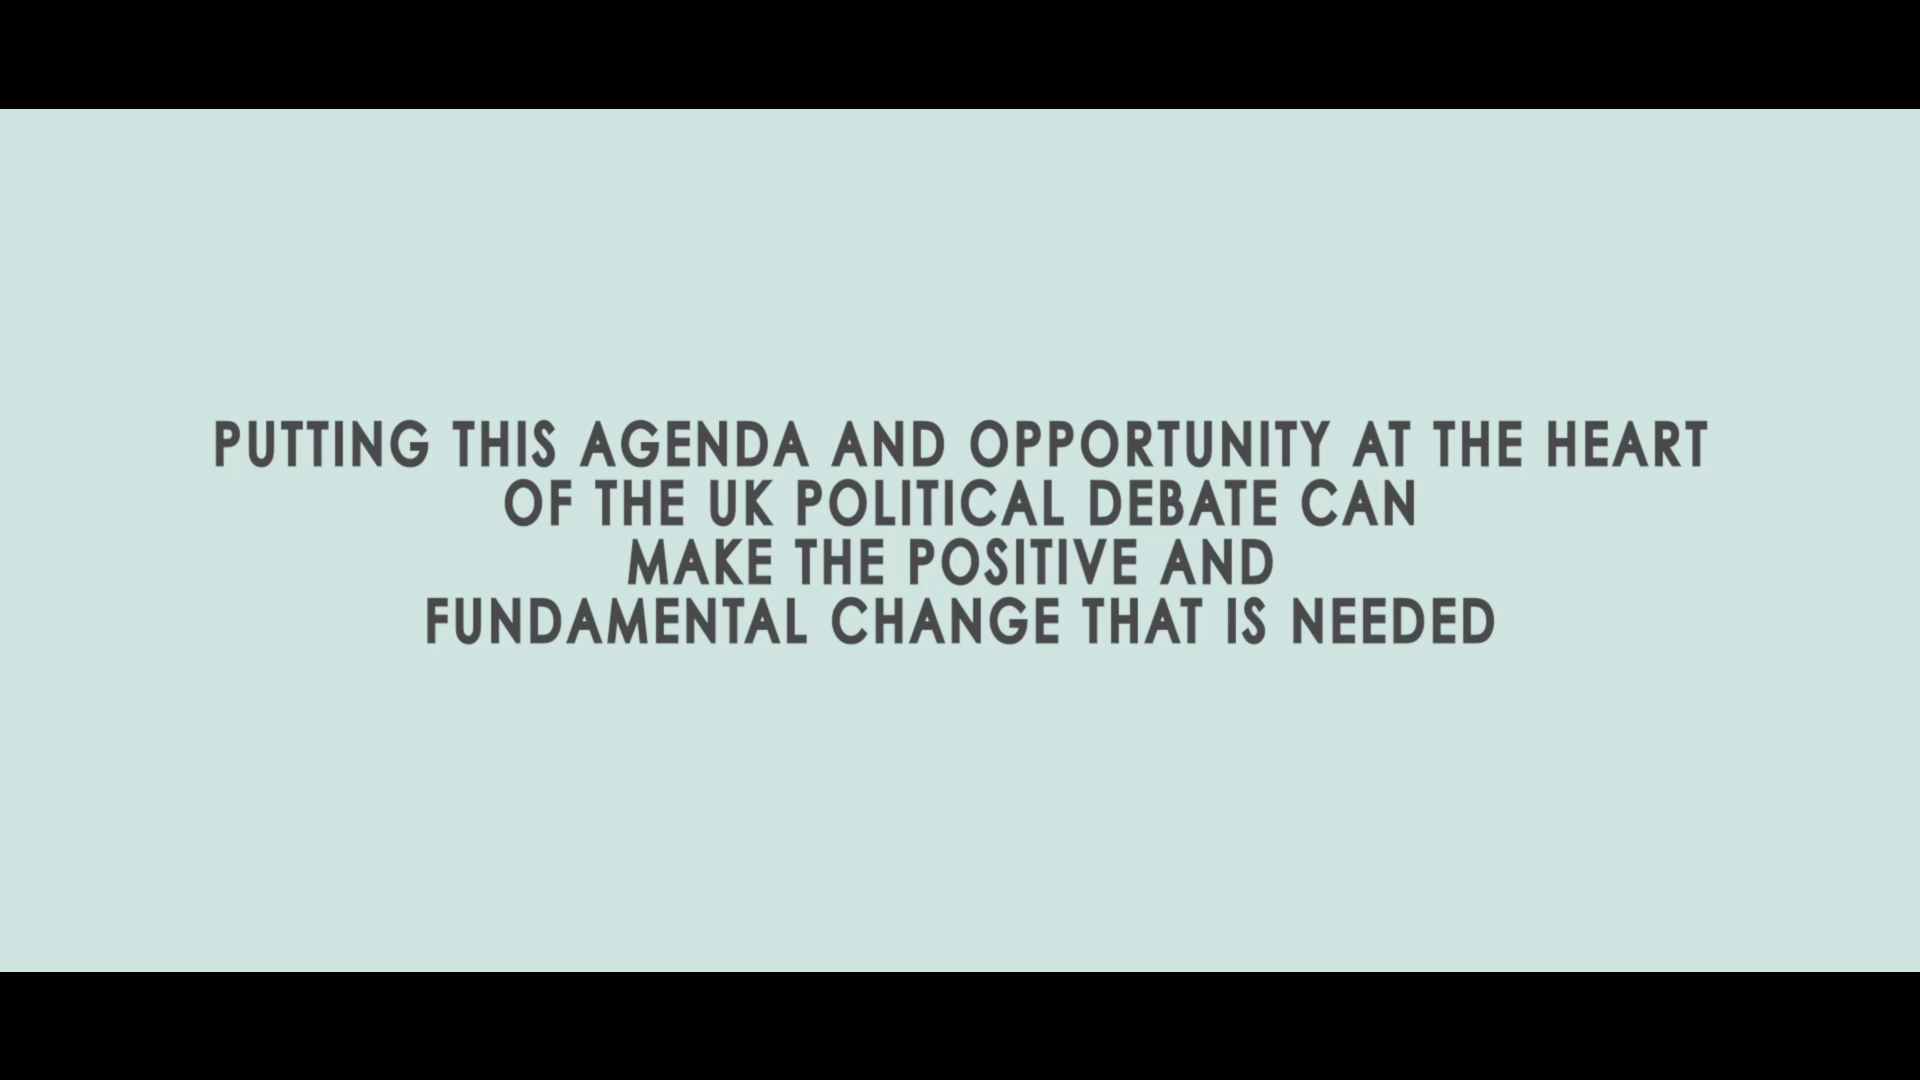 PUTTING THIS AGENDA AND OPPORTUNITY AT THE HEART
OF THE UK POLITICAL DEBATE CAN
MAKE THE POSITIVE AND
FUNDAMENTAL CHANGE THAT IS NEEDED